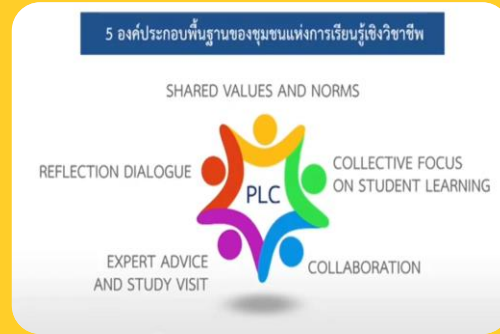 5 องค์ประกอบพื้นฐานของชุมชนแห่งการเรียนรู้เชิงวิชาชีพ
SHARED VALUES AND NORMS
REFLECTION DIALOGUE
COLLECTIVE FOCUS
ON STUDENT LEARNING
PLC
EXPERT ADVICE
AND STUDY VISIT
COLLABORATION